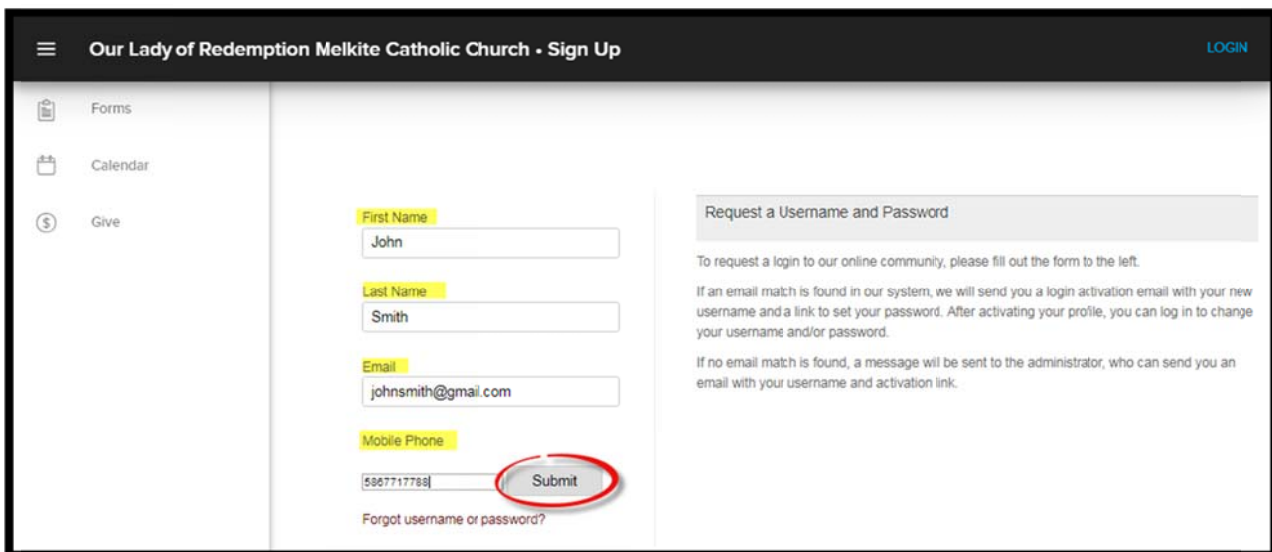 Our Lady of Redemption Melkite Catholic Church • Sign Up
LOGIN
Forms
Calendar
Give
First Name
John
Last Name
Smith
Email
johnsmith@gmail.com
Mobile Phone
5867717788
Submit
Forgot username or password?
Request a Username and Password
To request a login to our online community, please fill out the form to the left.
If an email match is found in our system, we will send you a login activation email with your new
username and a link to set your password. After activating your profile, you can log in to change
your username and/or password.
If no email match is found, a message will be sent to the administrator, who can send you an
email with your username and activation link.